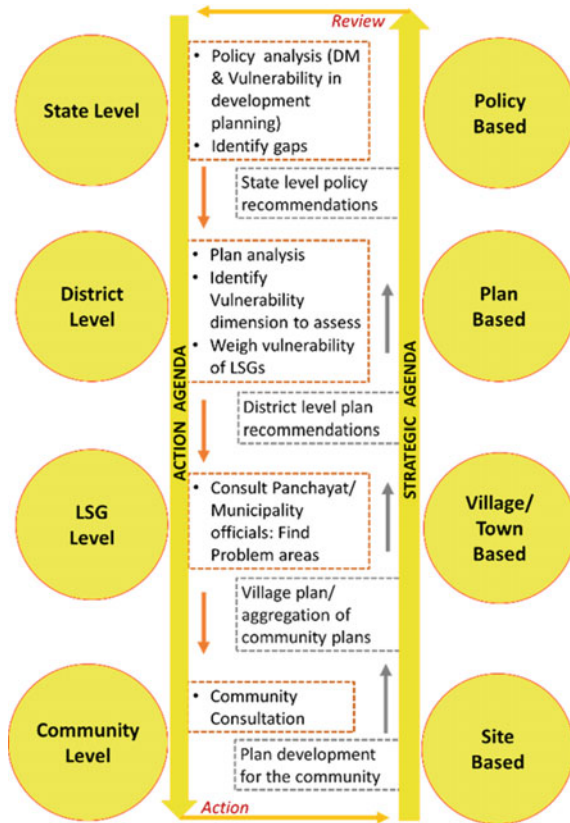 Review
State Level
• Policy analysis (DM
& Vulnerability in
development
planning)
• Identify gaps
Policy
Based
State level policy
recommendations
District
Level
• Plan analysis
• Identify
Vulnerability
dimension to assess
• Weigh vulnerability
of LSGs
Plan
Based
ACTION AGENDA
STRATEGIC AGENDA
District level plan
recommendations
LSG
Level
• Consult Panchayat/
Municipality
officials: Find
Problem areas
Village/
Town
Based
Village plan/
aggregation of
community plans
Community
Level
• Community
Consultation
Site
Based
Plan development
for the community
Action